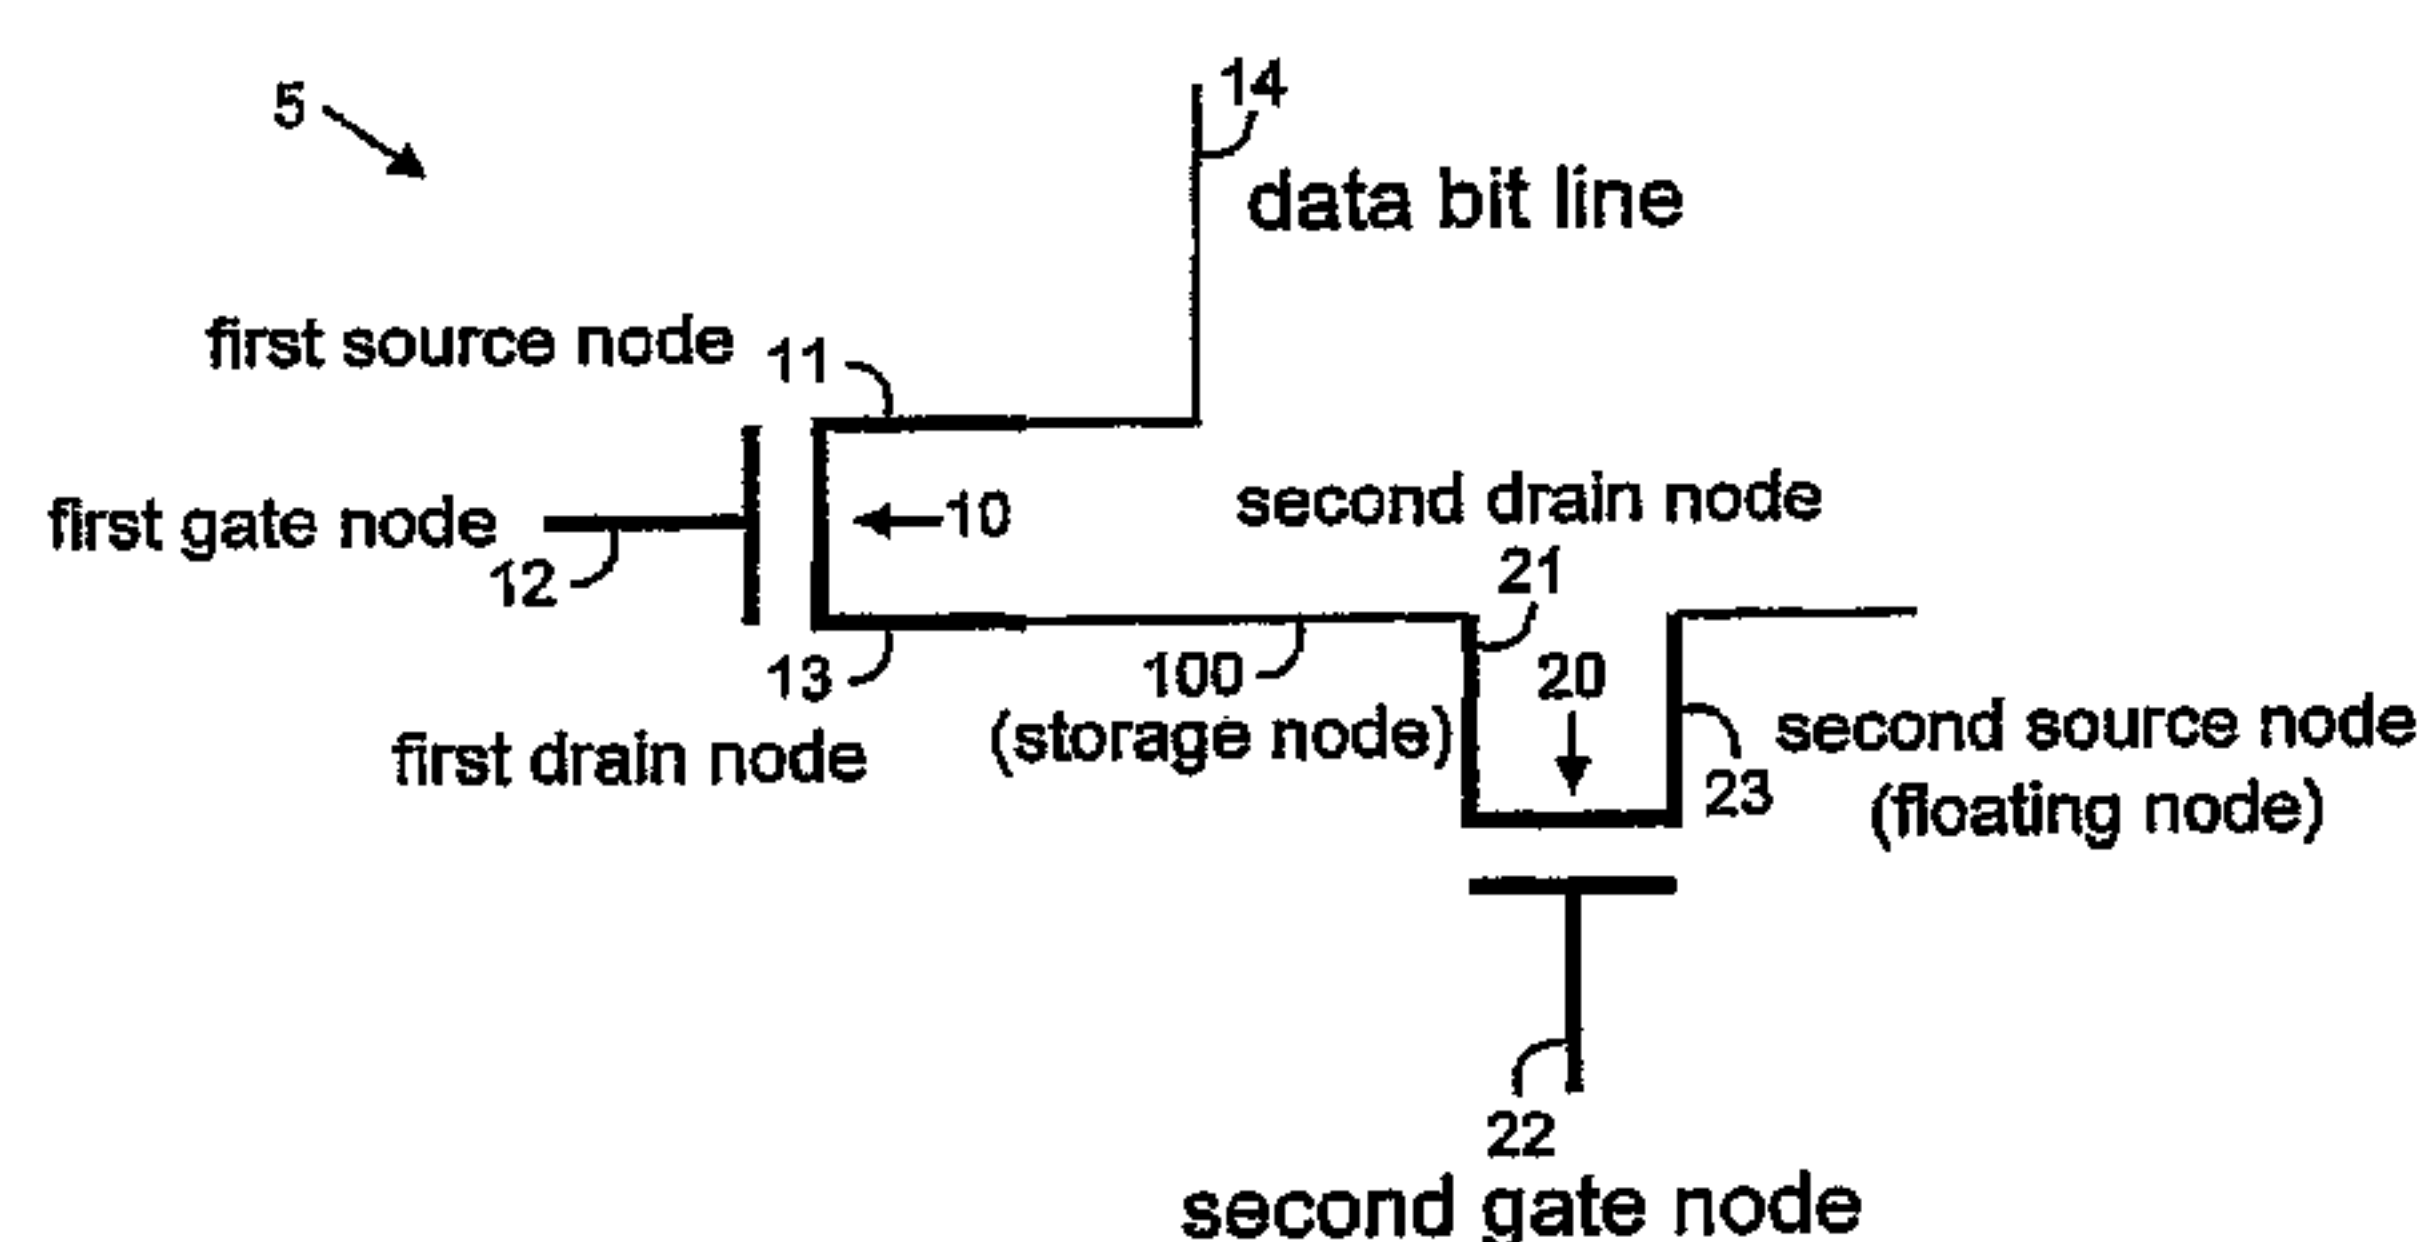 5
14
data bit line
first source node 11
first gate node
12
10
second drain node
21
13
first drain node
100
(storage node)
20
second source node
(floating node)
23
22
second gate node